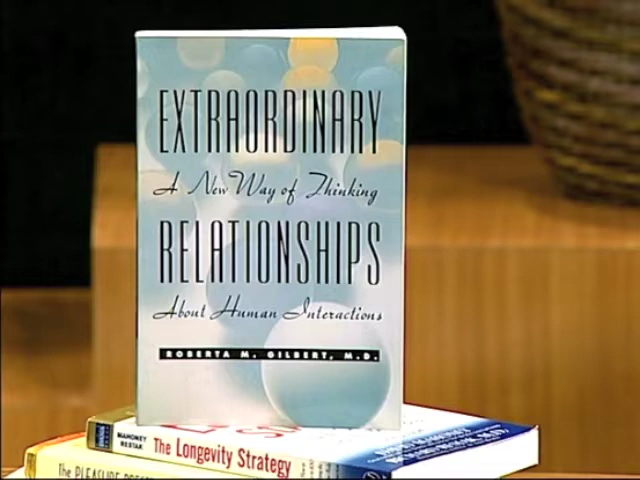 EXTRAORDINARY
A New Way of Thinking
RELATIONSHIPS
About Human Interactions
ROBERTA M. GILBERT, M.D.
MAHONEY
RESTAK
The Longevity Strategy
The PLEASURE